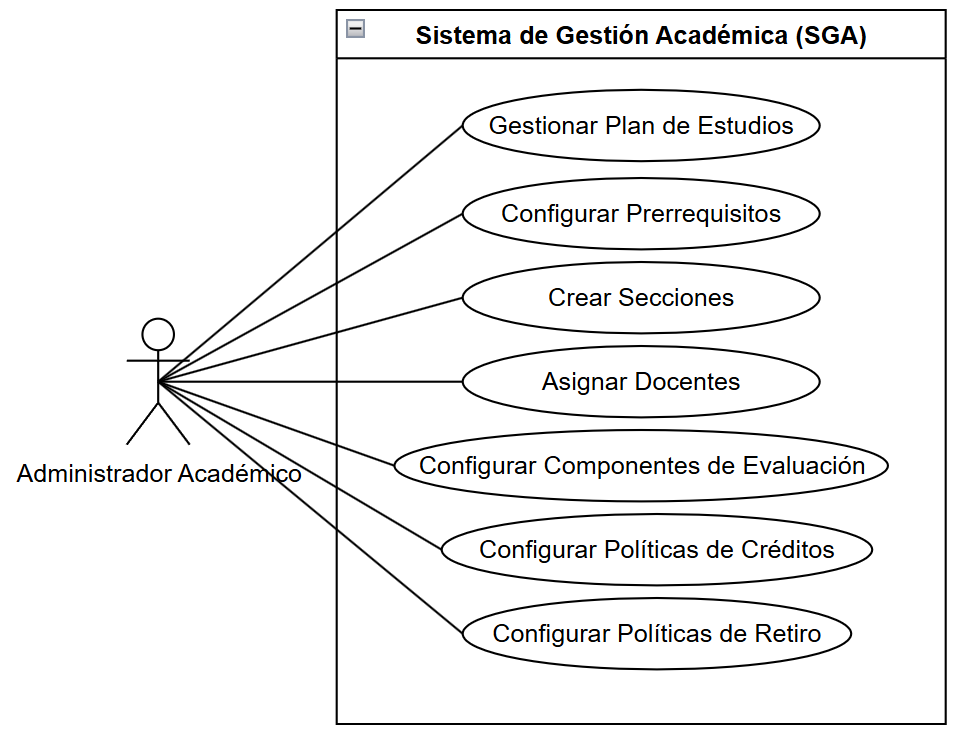 Sistema de Gestión Académica (SGA)
Gestionar Plan de Estudios
Configurar Prerrequisitos
Crear Secciones
Asignar Docentes
Configurar Componentes de Evaluación
Administrador Académico
Configurar Políticas de Créditos
Configurar Políticas de Retiro